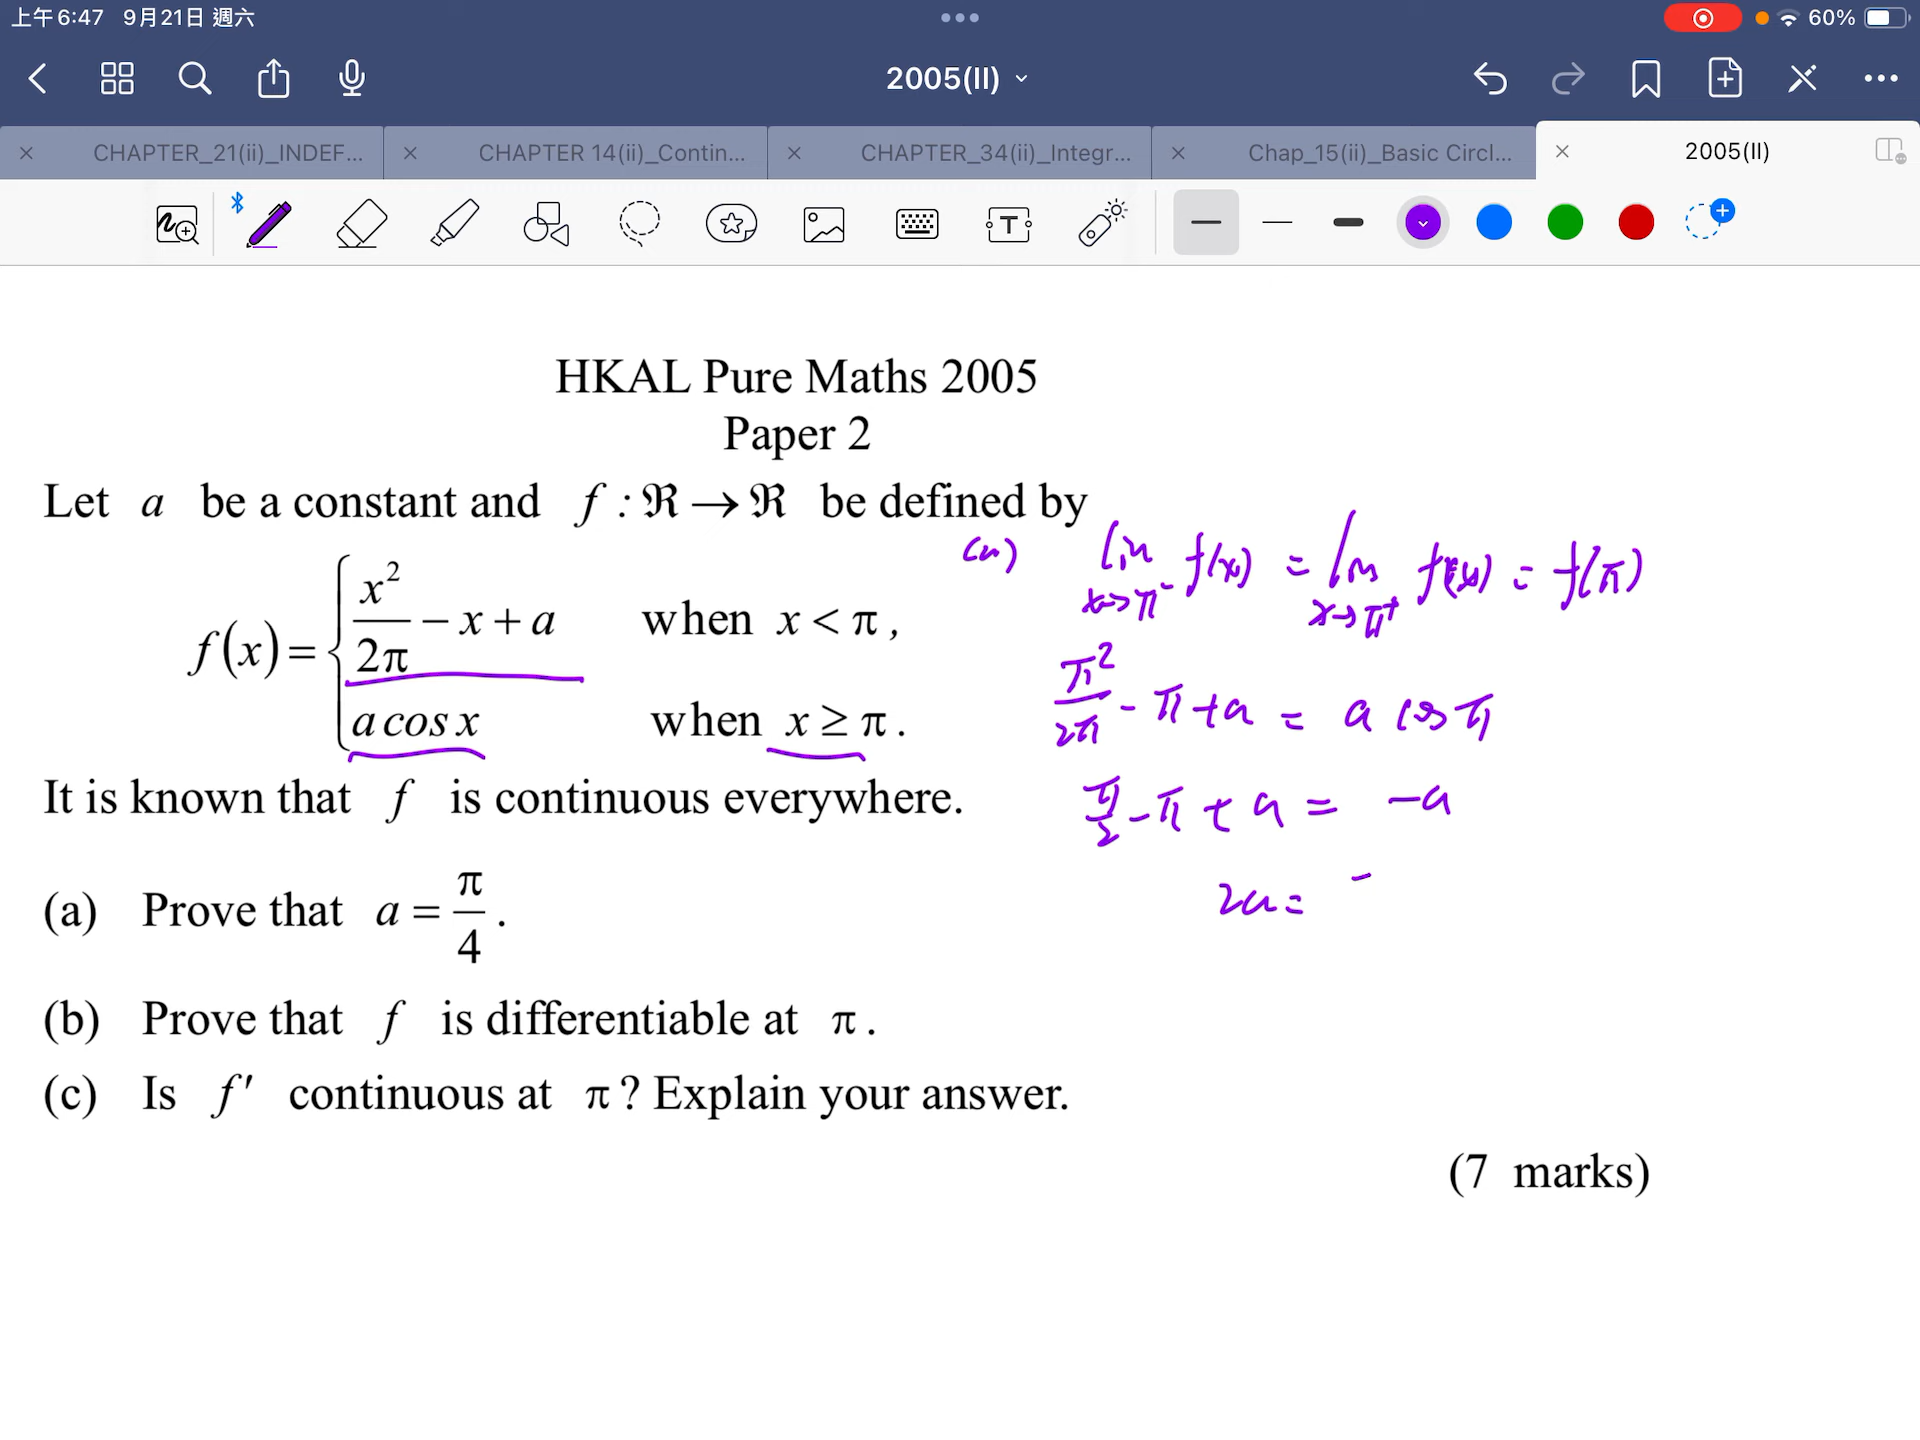 上午6:47 9月21日 週六
60%
2005(II)
CHAPTER_21(ii)_INDEF...
CHAPTER 14(ii)_Contin...
CHAPTER_34(ii)_Integr...
Chap_15(ii)_Basic Circl...
2005(II)
HKAL Pure Maths 2005
Paper 2
Let a be a constant and f : ℜ → ℜ be defined by
f(x) = { x²/2π − x + a when x < π ,
a cos x when x ≥ π .
It is known that f is continuous everywhere.
(a) Prove that a = π/4 .
(b) Prove that f is differentiable at π .
(c) Is f′ continuous at π ? Explain your answer.
(7 marks)
(a) lim x→π⁻ f(x) = lim x→π⁺ f(x) = f(π)
π²/2π − π + a = a cos π
π/2 − π + a = −a
2a = −